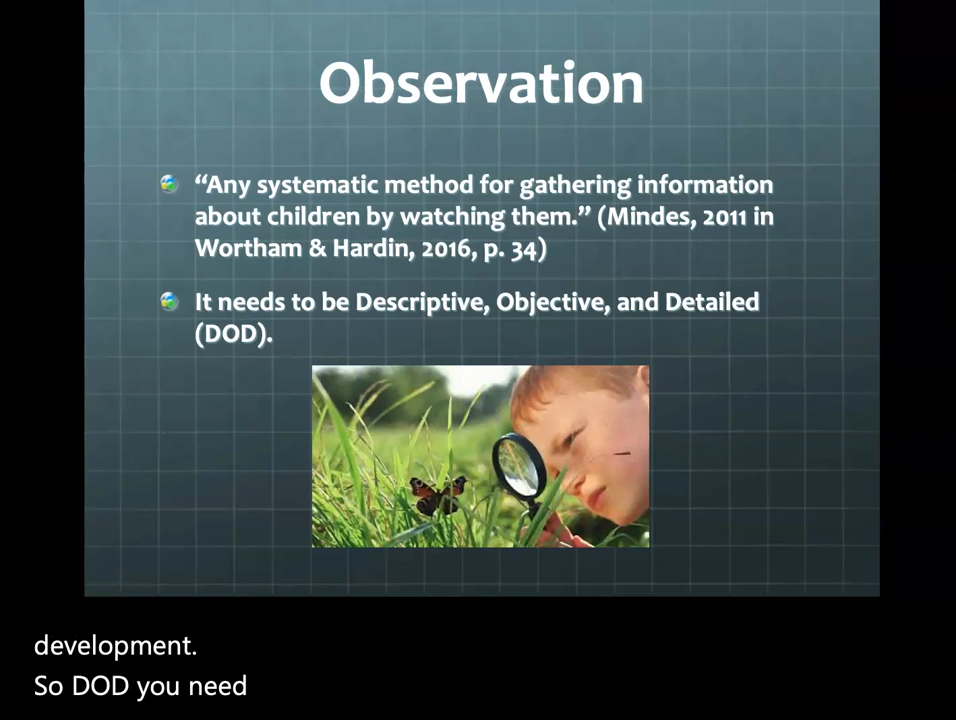 Observation
“Any systematic method for gathering information
about children by watching them.” (Mindes, 2011 in
Wortham & Hardin, 2016, p. 34)
It needs to be Descriptive, Objective, and Detailed
(DOD).
development.
So DOD you need